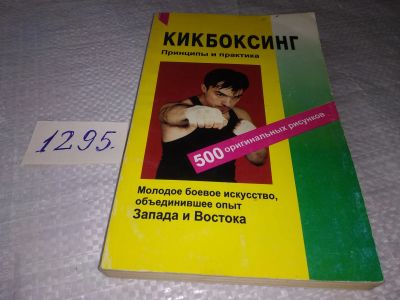 КИКБОКСИНГ
Принципы и практика
500 оригинальных рисунков
Молодое боевое искусство,
объединившее опыт
Запада и Востока
1295.